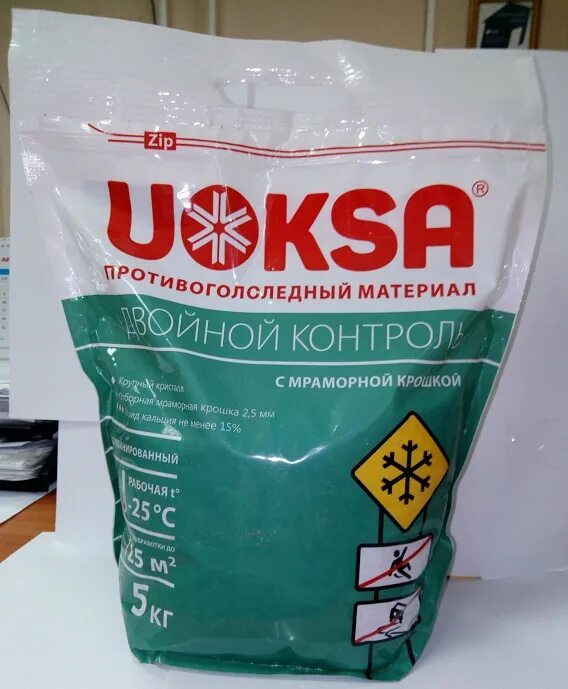 Zip
UOKSA®
ПРОТИВОГОЛОЛЕДНЫЙ МАТЕРИАЛ
ДВОЙНОЙ КОНТРОЛЬ
С МРАМОРНОЙ КРОШКОЙ
Крупный кристалл
мраморная крошка 2,5 мм
кальция не менее 15%
РАБОЧАЯ t°
-25°C
ДО
25 м²
5 КГ